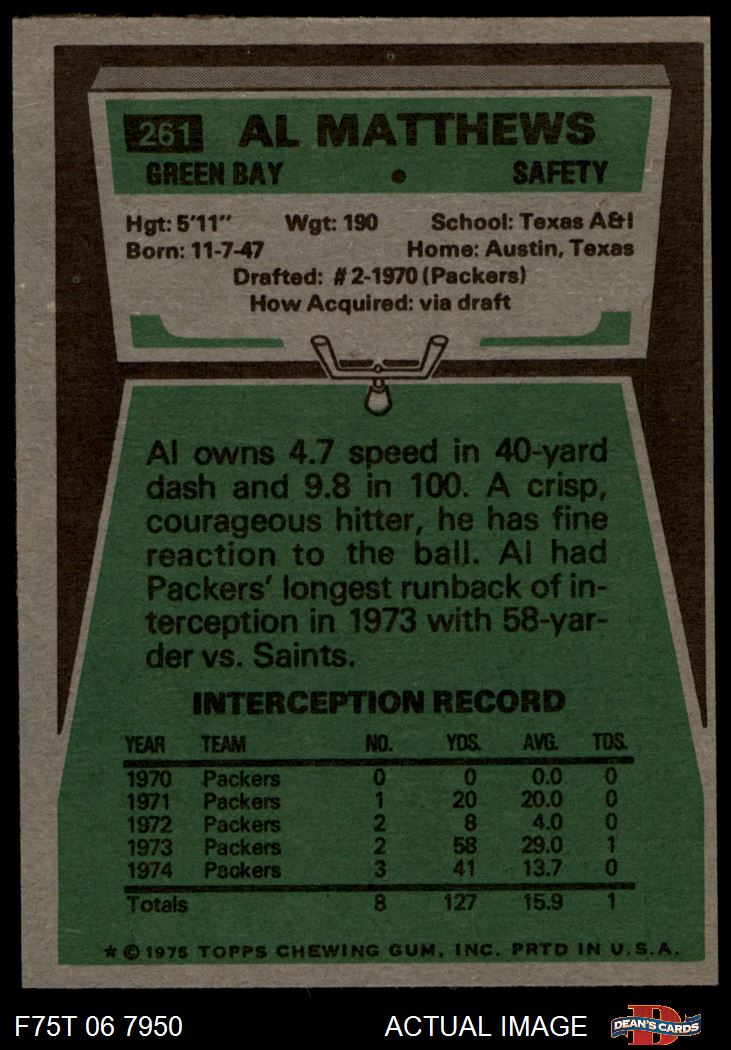 261 AL MATTHEWS
GREEN BAY • SAFETY
Hgt: 5'11" Wgt: 190 School: Texas A&I
Born: 11-7-47 Home: Austin, Texas
Drafted: #2-1970 (Packers)
How Acquired: via draft
Al owns 4.7 speed in 40-yard
dash and 9.8 in 100. A crisp,
courageous hitter, he has fine
reaction to the ball. Al had
Packers' longest runback of in-
terception in 1973 with 58-yar-
der vs. Saints.
INTERCEPTION RECORD
YEAR TEAM NO. YDS. AVG. TDS.
1970 Packers 0 0 0.0 0
1971 Packers 1 20 20.0 0
1972 Packers 2 8 4.0 0
1973 Packers 2 58 29.0 1
1974 Packers 3 41 13.7 0
Totals 8 127 15.9 1
* © 1975 TOPPS CHEWING GUM, INC. PRTD IN U.S.A.
F75T 06 7950 ACTUAL IMAGE D DEAN'S CARDS